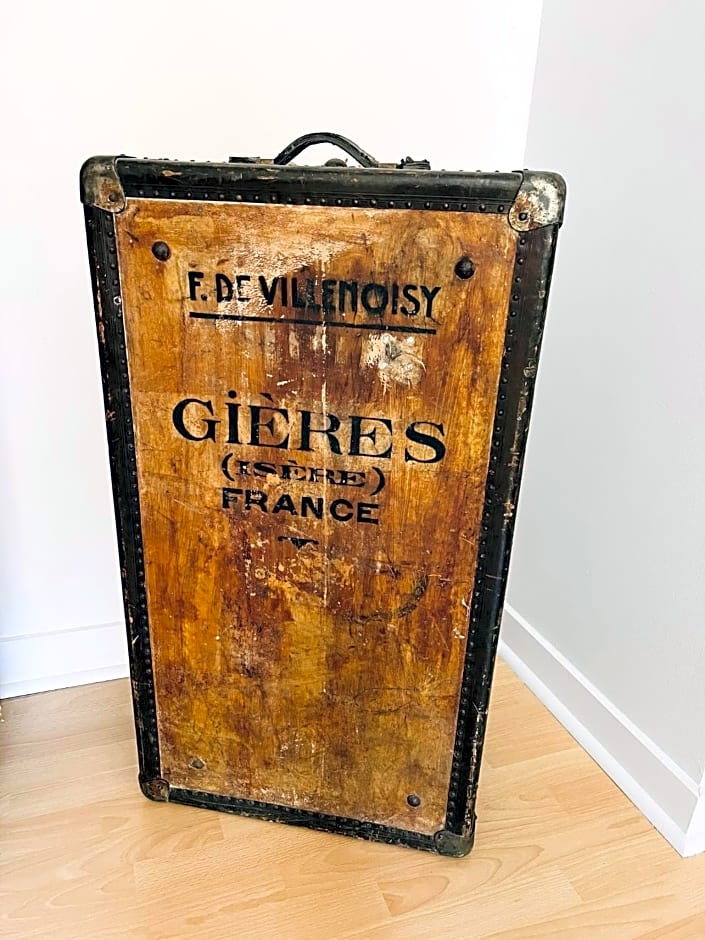 F. DE VILLENOISY
GiÈRES
(ISÈRE)
FRANCE